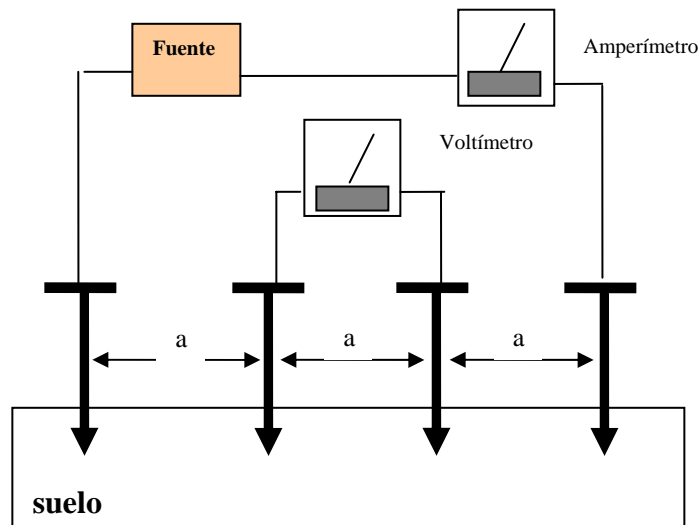 Fuente
Amperímetro
Voltímetro
a
a
a
suelo